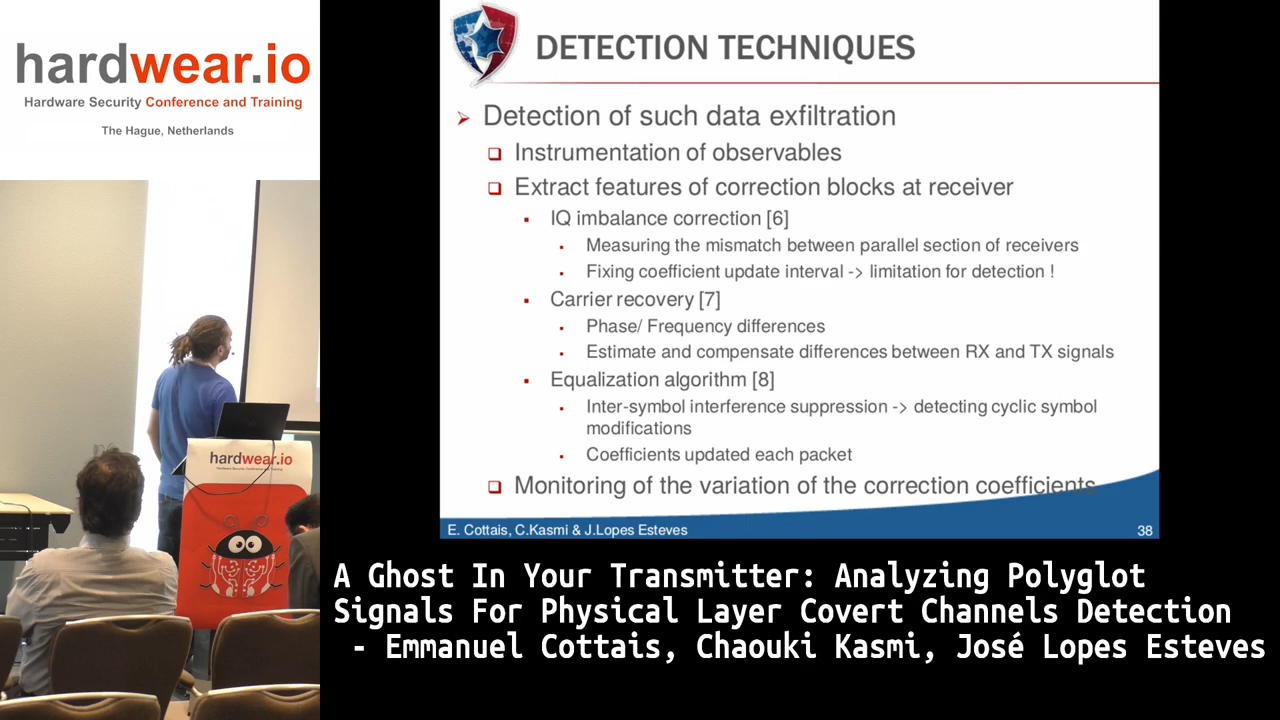 hardwear.io
Hardware Security Conference and Training
The Hague, Netherlands
DETECTION TECHNIQUES
Detection of such data exfiltration
Instrumentation of observables
Extract features of correction blocks at receiver
IQ imbalance correction [6]
Measuring the mismatch between parallel section of receivers
Fixing coefficient update interval -> limitation for detection !
Carrier recovery [7]
Phase/ Frequency differences
Estimate and compensate differences between RX and TX signals
Equalization algorithm [8]
Inter-symbol interference suppression -> detecting cyclic symbol
modifications
Coefficients updated each packet
Monitoring of the variation of the correction coefficients
E. Cottais, C.Kasmi & J.Lopes Esteves
38
hardwear.io
Hardware Security Conference and Training
A Ghost In Your Transmitter: Analyzing Polyglot
Signals For Physical Layer Covert Channels Detection
- Emmanuel Cottais, Chaouki Kasmi, José Lopes Esteves